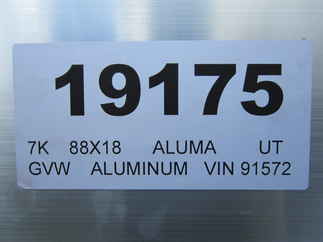 19175
7K 88X18 ALUMA UT
GVW ALUMINUM VIN 91572